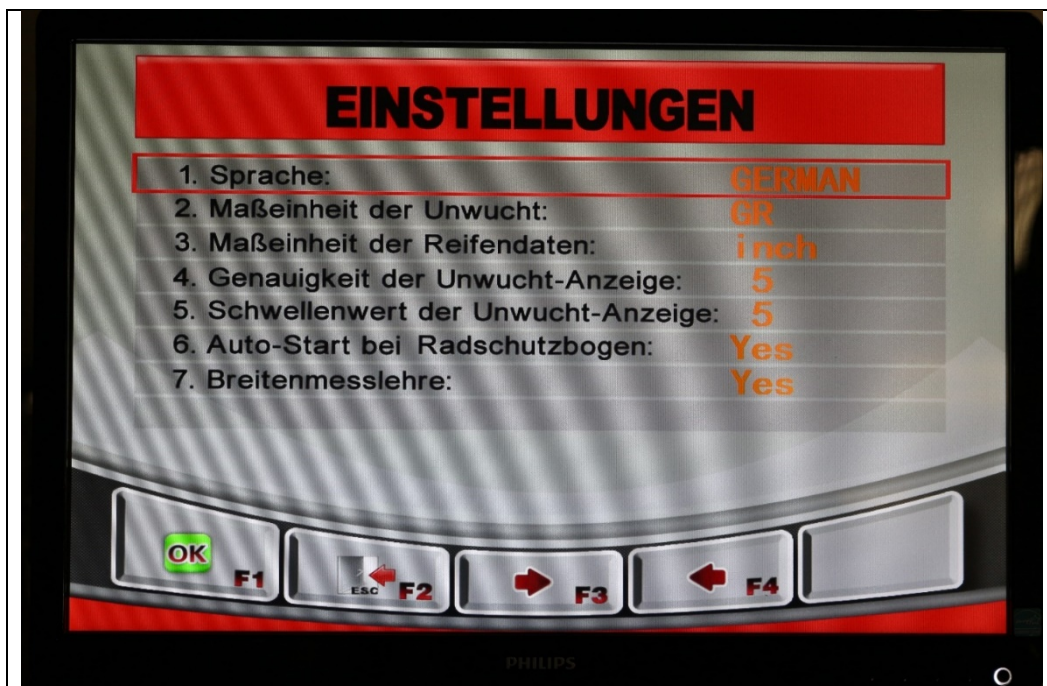 EINSTELLUNGEN
1. Sprache: GERMAN
2. Maßeinheit der Unwucht: GR
3. Maßeinheit der Reifendaten: inch
4. Genauigkeit der Unwucht-Anzeige: 5
5. Schwellenwert der Unwucht-Anzeige: 5
6. Auto-Start bei Radschutzbogen: Yes
7. Breitenmesslehre: Yes
OK F1
ESC F2
F3
F4
PHILIPS